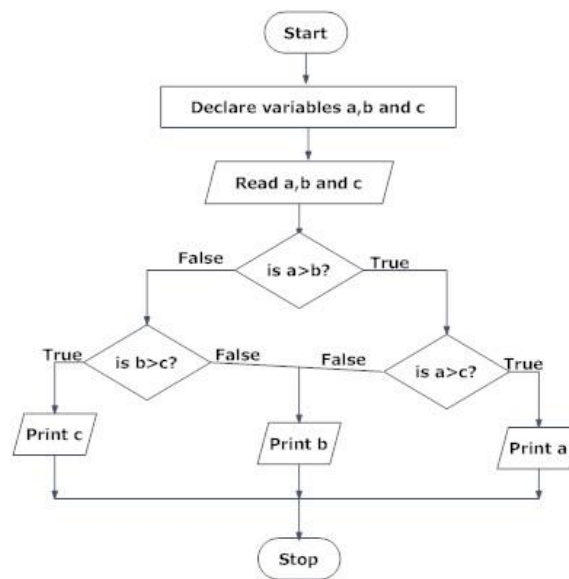 Start
Declare variables a,b and c
Read a,b and c
is a>b?
False
True
is b>c?
True
False
is a>c?
False
True
Print c
Print b
Print a
Stop